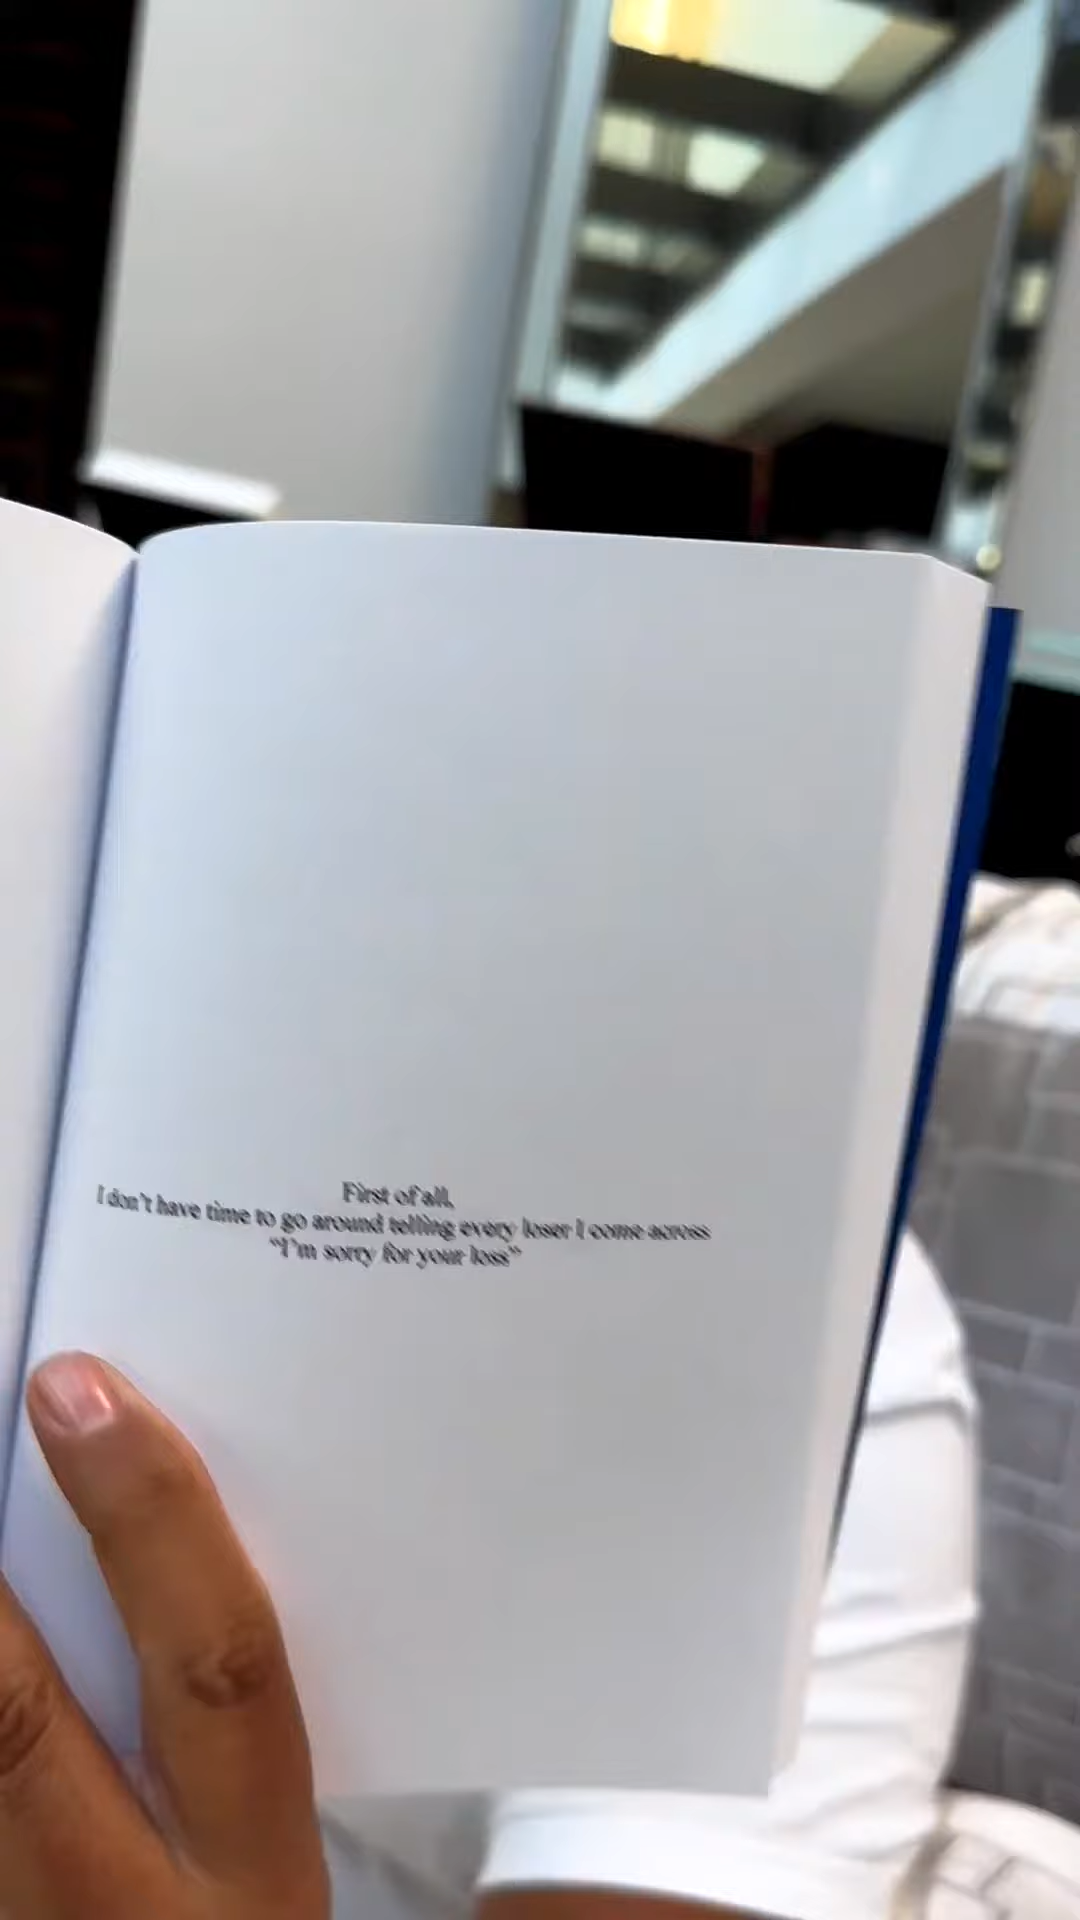 First of all,
I don't have time to go around telling every loser I come across
“I'm sorry for your loss”